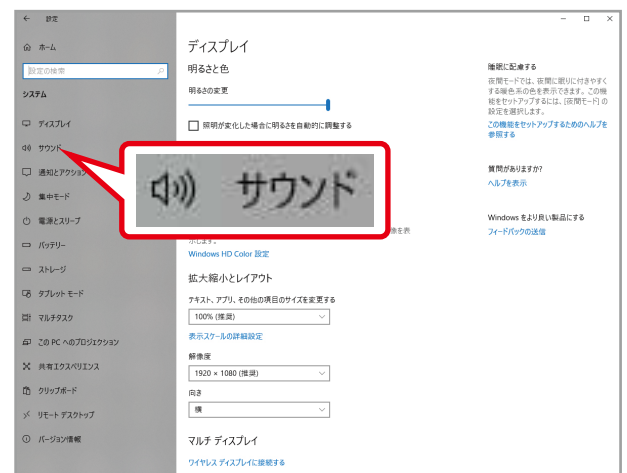 設定
ホーム
設定の検索
システム
ディスプレイ
サウンド
通知とアクション
集中モード
電源とスリープ
バッテリー
ストレージ
タブレット モード
マルチタスク
この PC へのプロジェクション
共有エクスペリエンス
クリップボード
リモート デスクトップ
バージョン情報
サウンド
ディスプレイ
明るさと色
明るさの変更
照明が変化した場合に明るさを自動的に調整する
像を表
示します。
Windows HD Color 設定
拡大縮小とレイアウト
テキスト、アプリ、その他の項目のサイズを変更する
100% (推奨)
表示スケールの詳細設定
解像度
1920 × 1080 (推奨)
向き
横
マルチ ディスプレイ
ワイヤレス ディスプレイに接続する
睡眠に配慮する
夜間モードでは、夜間に眠りに付きやすく
する暖色系の色を表示できます。この機
能をセットアップするには、[夜間モード] の
設定を選択します。
この機能をセットアップするためのヘルプを
参照する
質問がありますか?
ヘルプを表示
Windows をより良い製品にする
フィードバックの送信